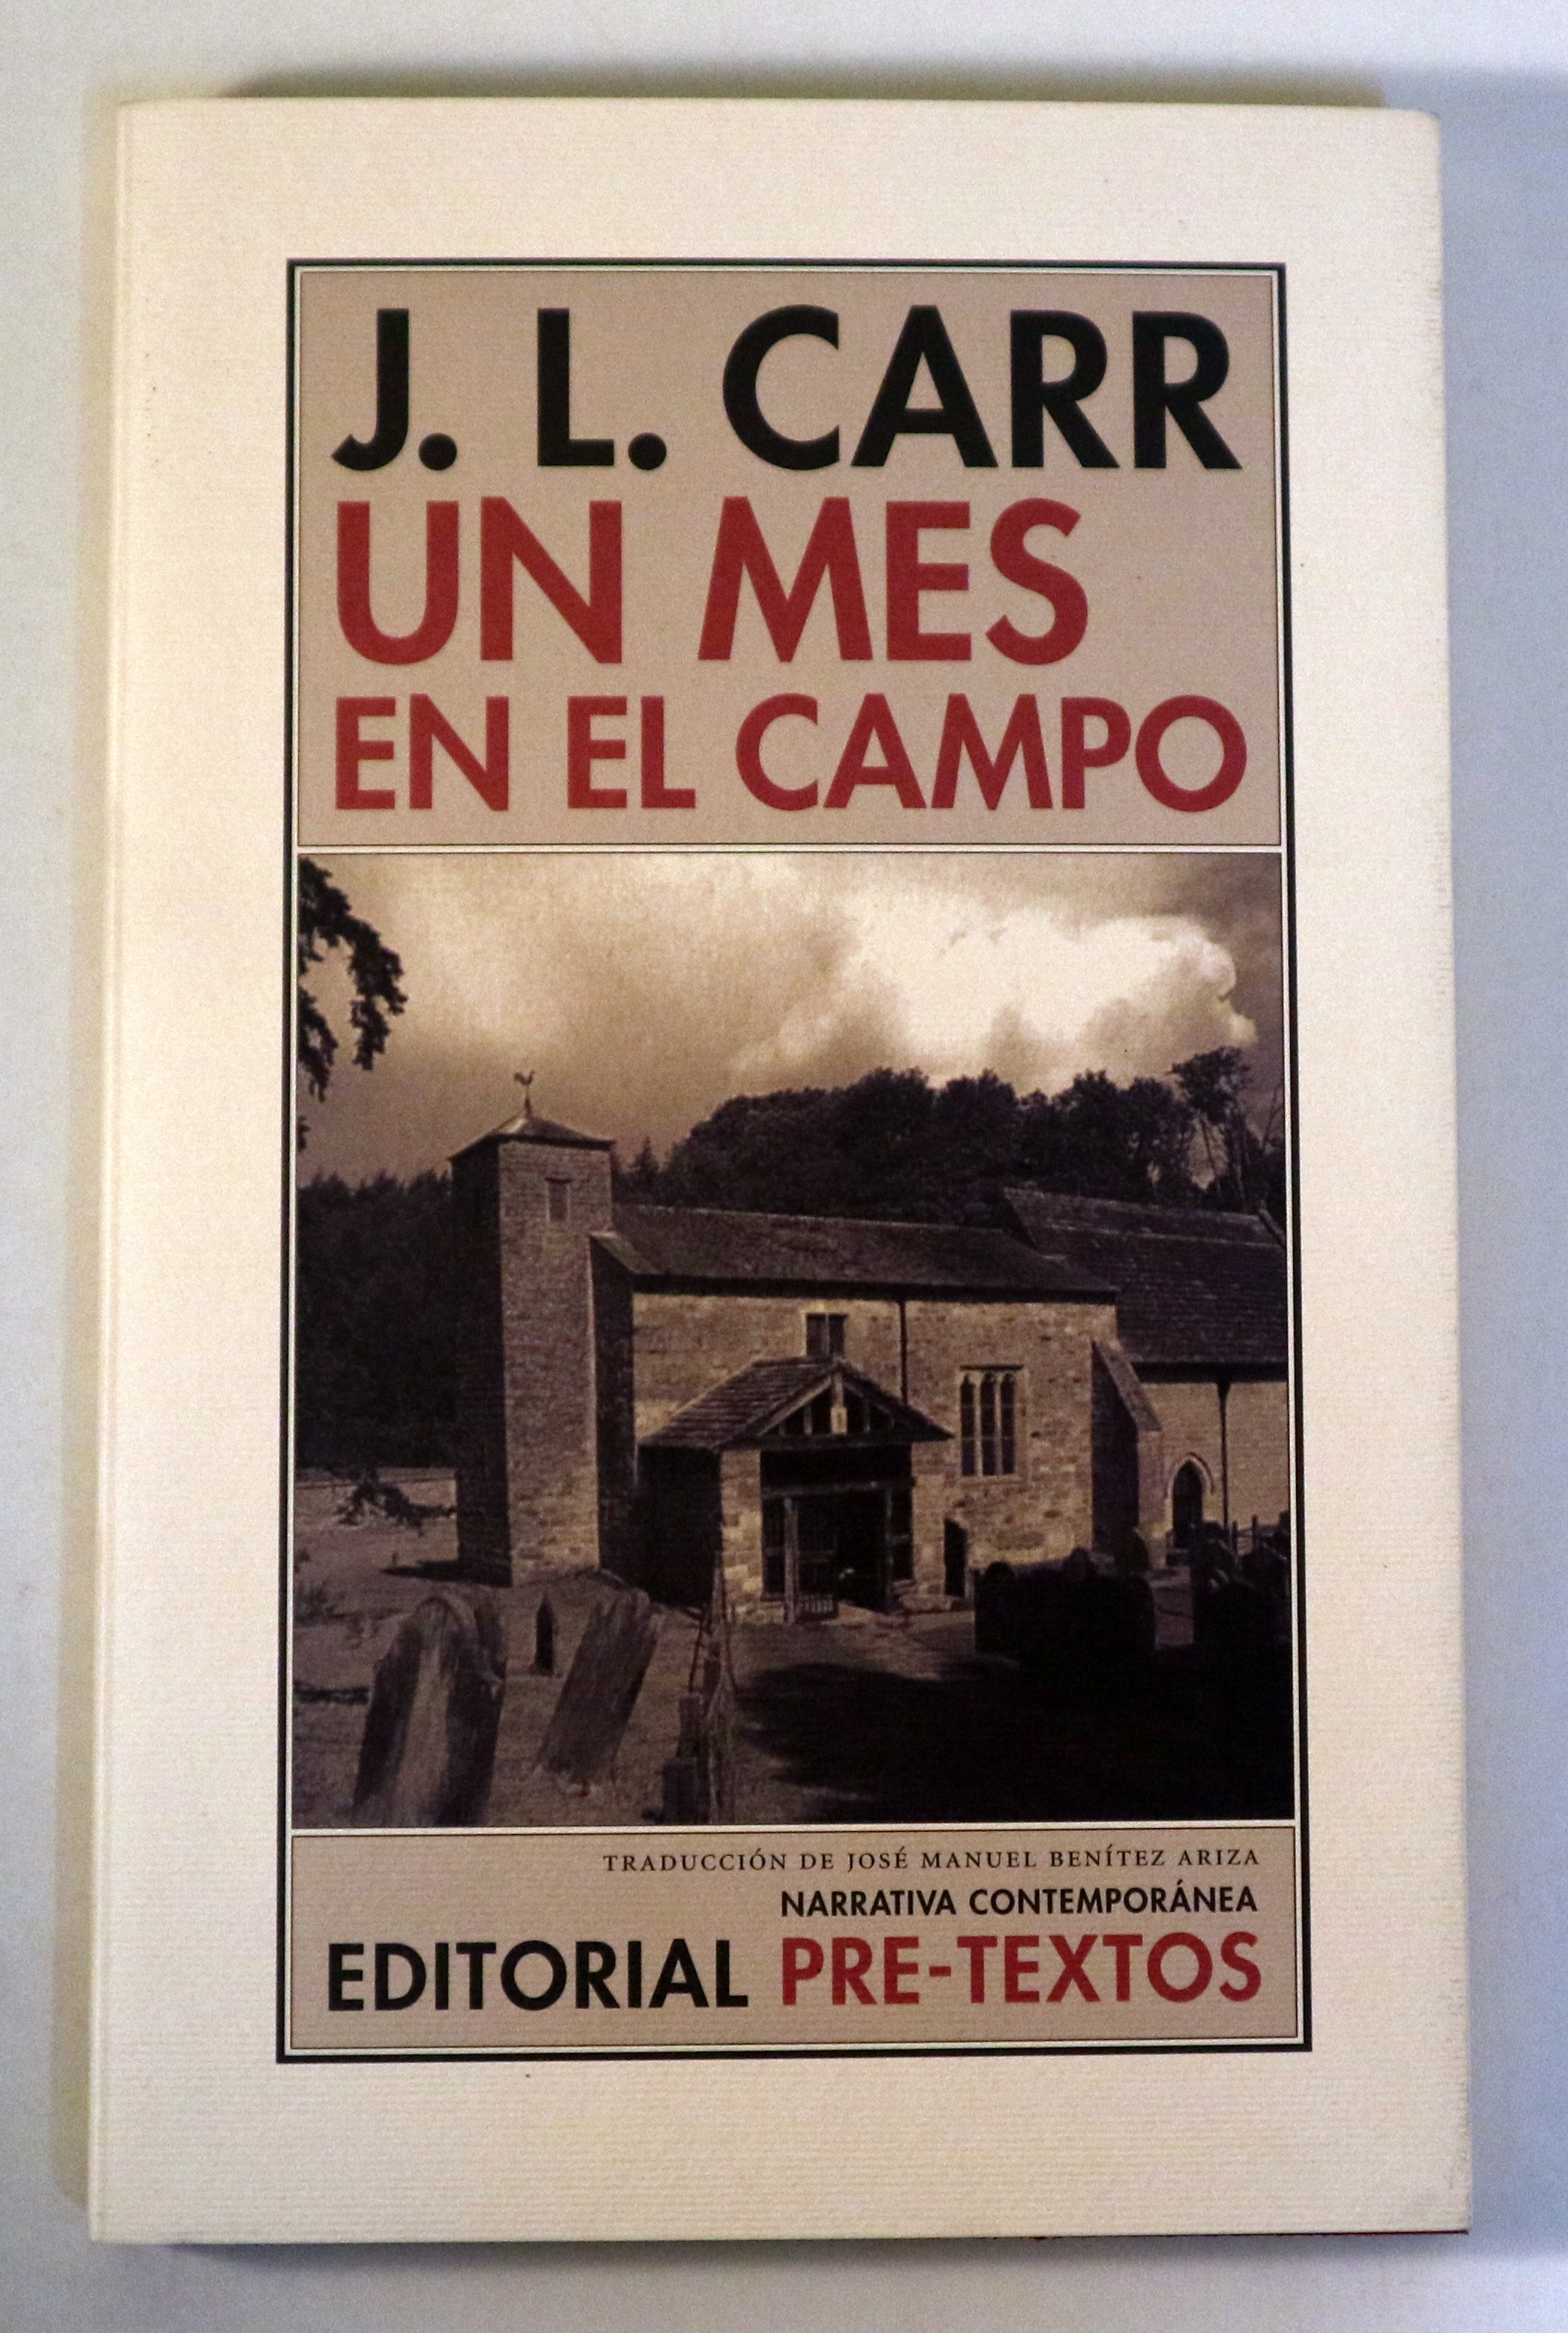 J. L. CARR
UN MES
EN EL CAMPO
TRADUCCIÓN DE JOSÉ MANUEL BENÍTEZ ARIZA
NARRATIVA CONTEMPORÁNEA
EDITORIAL PRE-TEXTOS